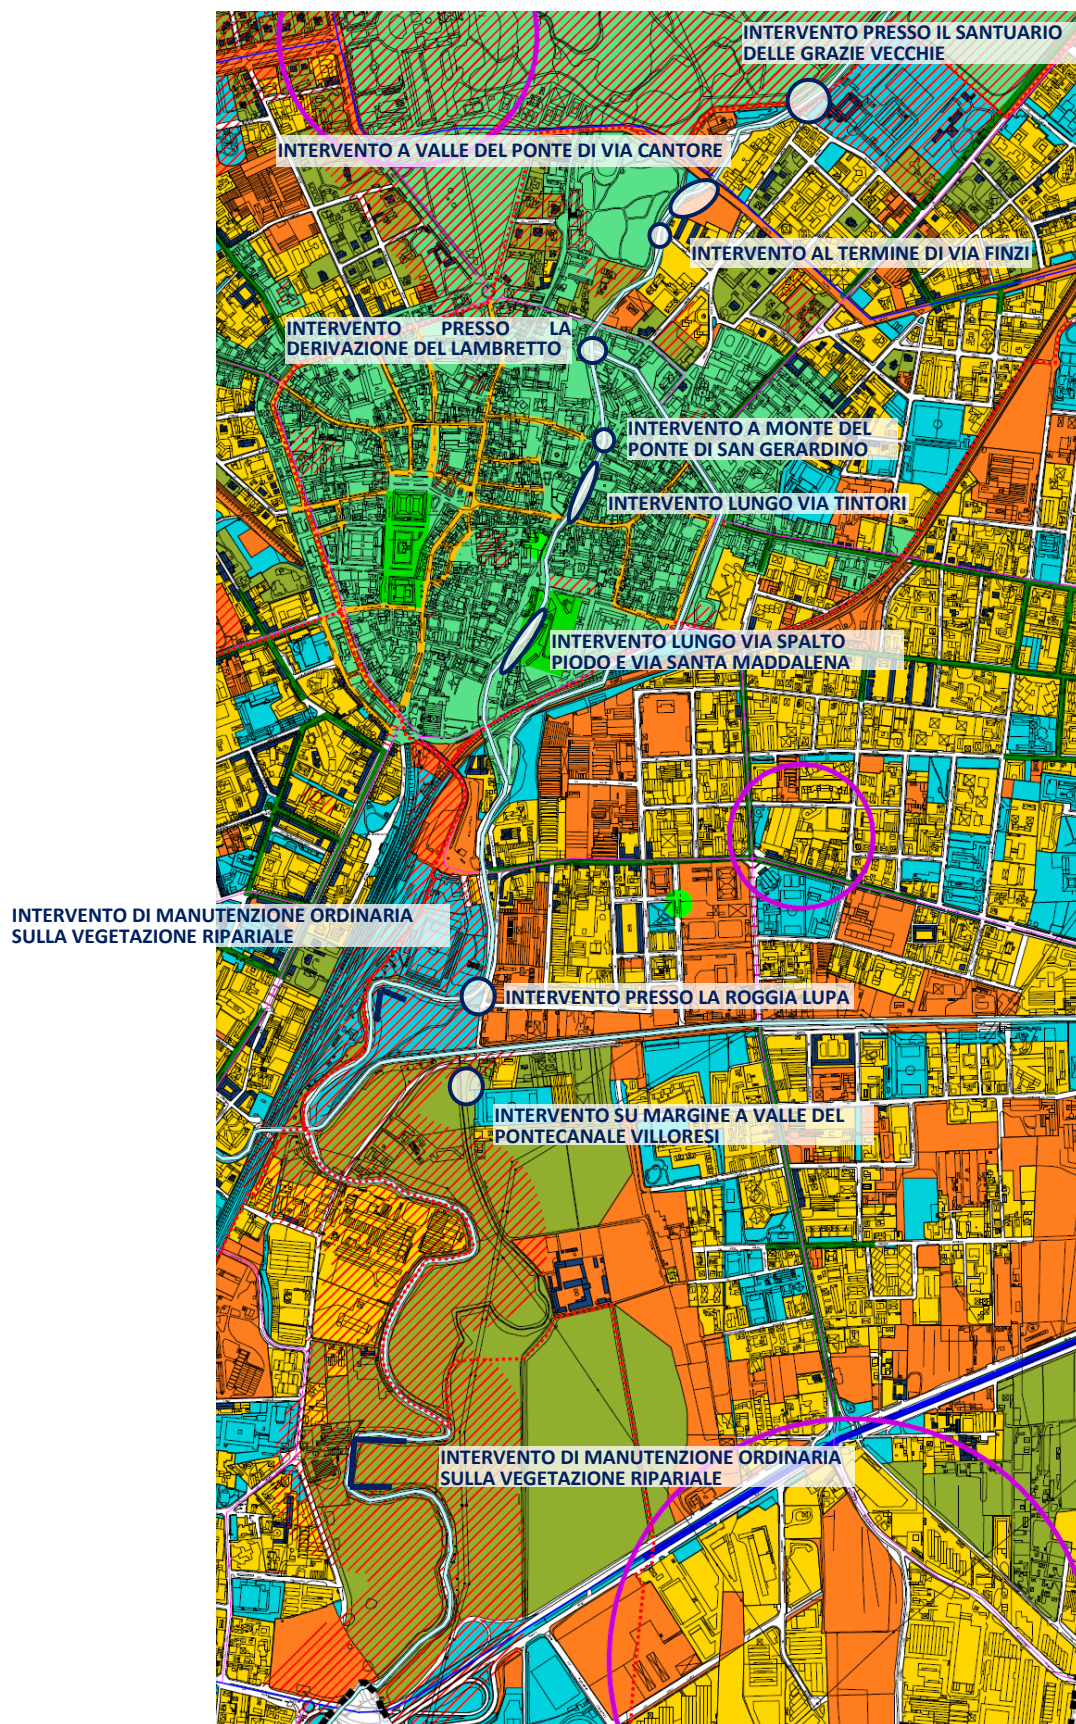 INTERVENTO PRESSO IL SANTUARIO
DELLE GRAZIE VECCHIE
INTERVENTO A VALLE DEL PONTE DI VIA CANTORE
INTERVENTO AL TERMINE DI VIA FINZI
INTERVENTO PRESSO LA
DERIVAZIONE DEL LAMBRETTO
INTERVENTO A MONTE DEL
PONTE DI SAN GERARDINO
INTERVENTO LUNGO VIA TINTORI
INTERVENTO LUNGO VIA SPALTO
PIODO E VIA SANTA MADDALENA
INTERVENTO DI MANUTENZIONE ORDINARIA
SULLA VEGETAZIONE RIPARIALE
INTERVENTO PRESSO LA ROGGIA LUPA
INTERVENTO SU MARGINE A VALLE DEL
PONTECANALE VILLORESI
INTERVENTO DI MANUTENZIONE ORDINARIA
SULLA VEGETAZIONE RIPARIALE